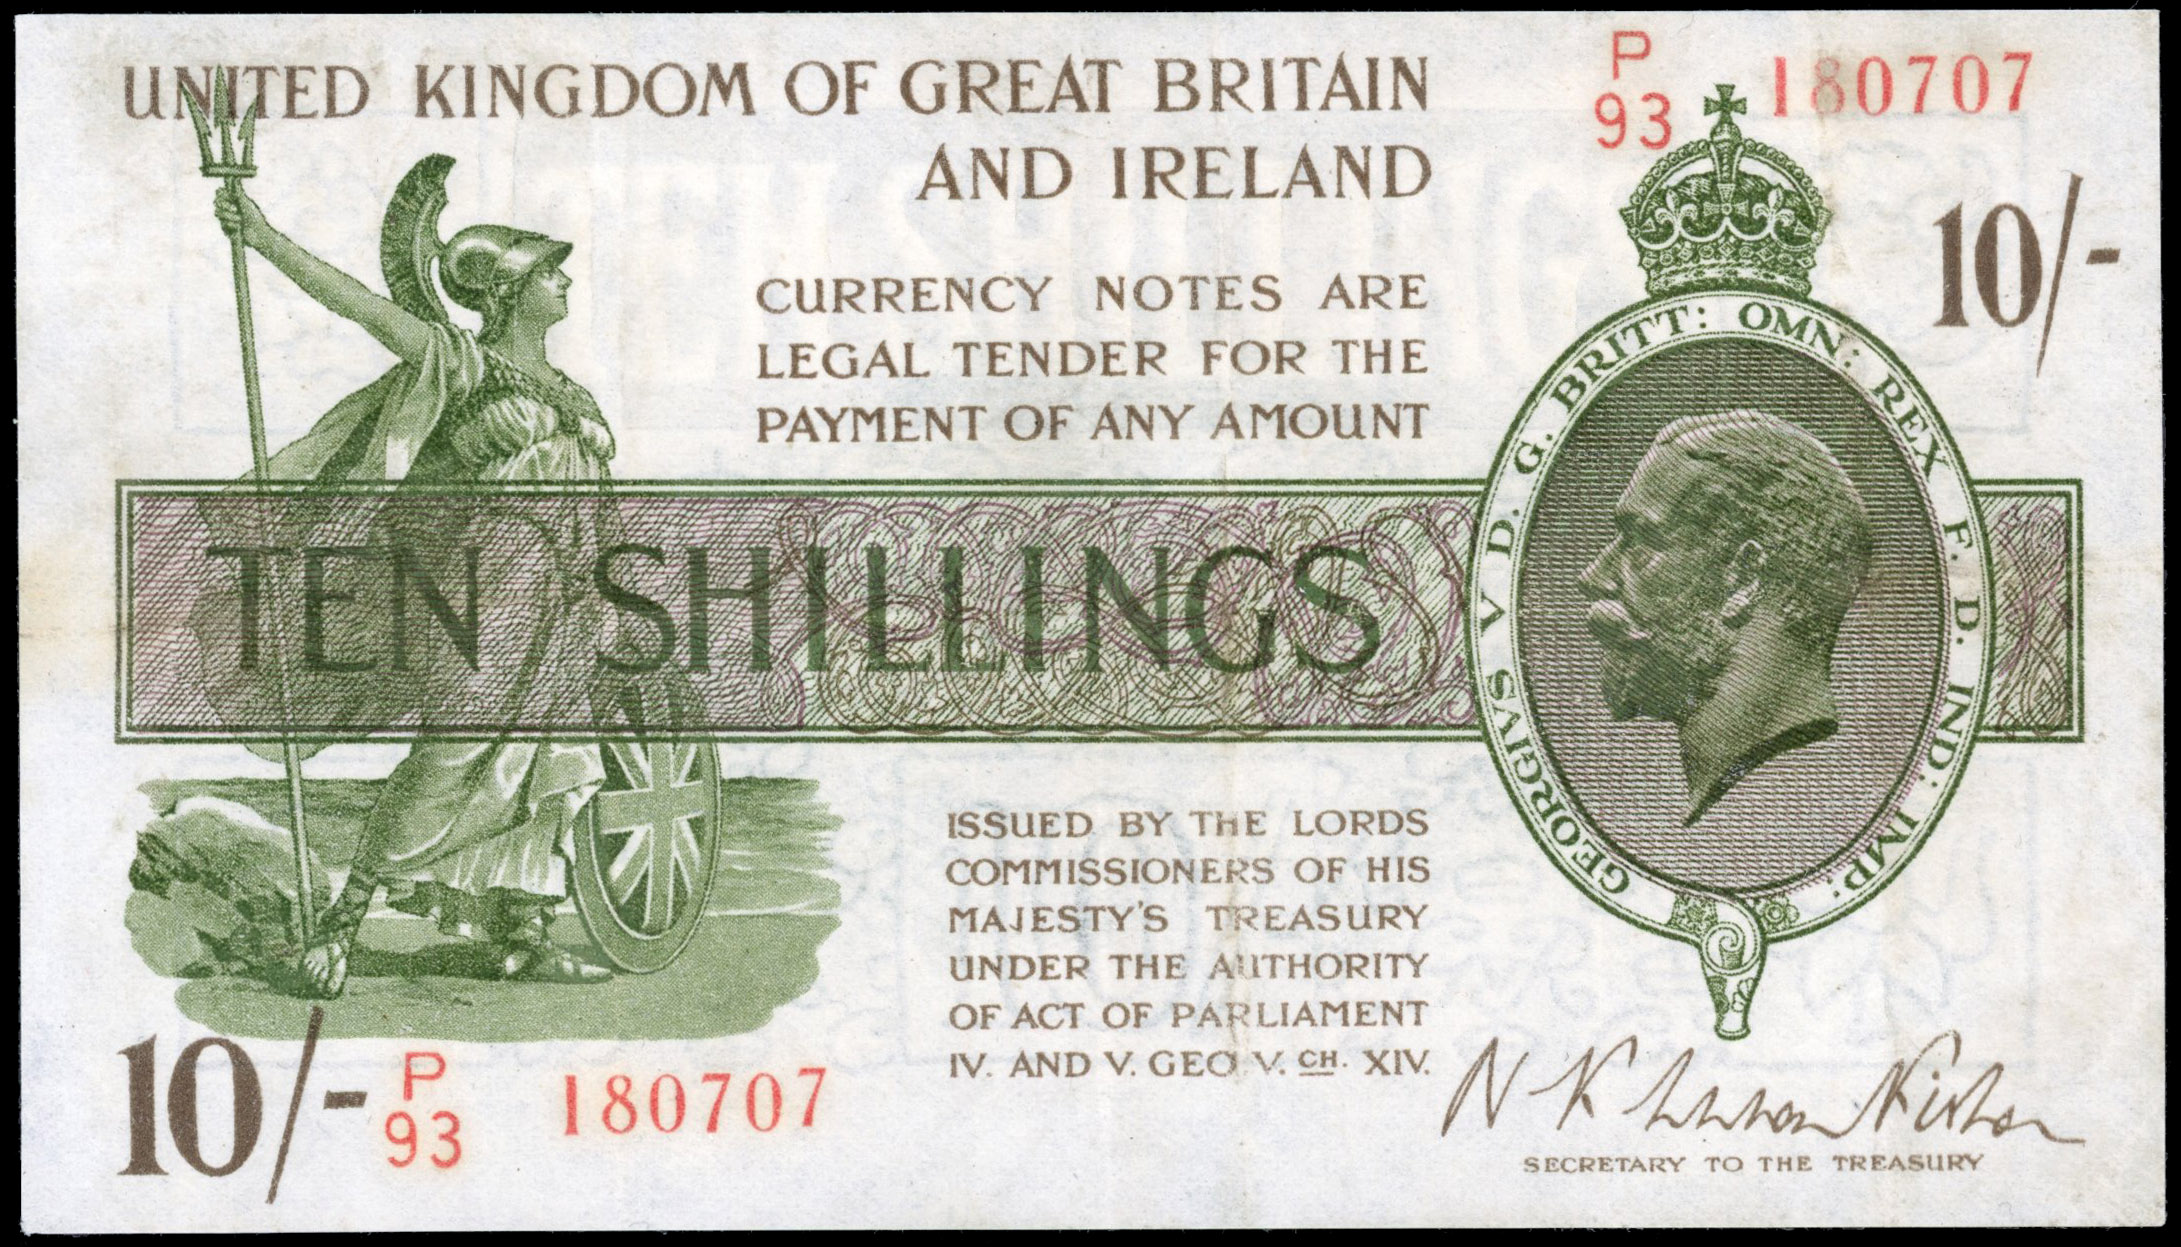 UNITED KINGDOM OF GREAT BRITAIN
AND IRELAND
P
93
180707
10/-
CURRENCY NOTES ARE
LEGAL TENDER FOR THE
PAYMENT OF ANY AMOUNT
GEORGIVS V D. G. BRITT: OMN: REX F. D. IND: IMP:
TEN SHILLINGS
ISSUED BY THE LORDS
COMMISSIONERS OF HIS
MAJESTY'S TREASURY
UNDER THE AUTHORITY
OF ACT OF PARLIAMENT
IV. AND V. GEO. V. CH. XIV.
10/-
P
93
180707
N K Warren Fisher
SECRETARY TO THE TREASURY